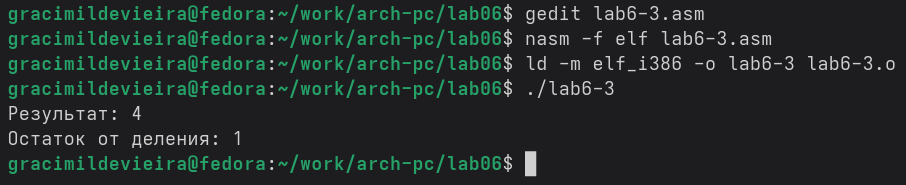 gracimildevieira@fedora:~/work/arch-pc/lab06$ gedit lab6-3.asm
gracimildevieira@fedora:~/work/arch-pc/lab06$ nasm -f elf lab6-3.asm
gracimildevieira@fedora:~/work/arch-pc/lab06$ ld -m elf_i386 -o lab6-3 lab6-3.o
gracimildevieira@fedora:~/work/arch-pc/lab06$ ./lab6-3
Результат: 4
Остаток от деления: 1
gracimildevieira@fedora:~/work/arch-pc/lab06$